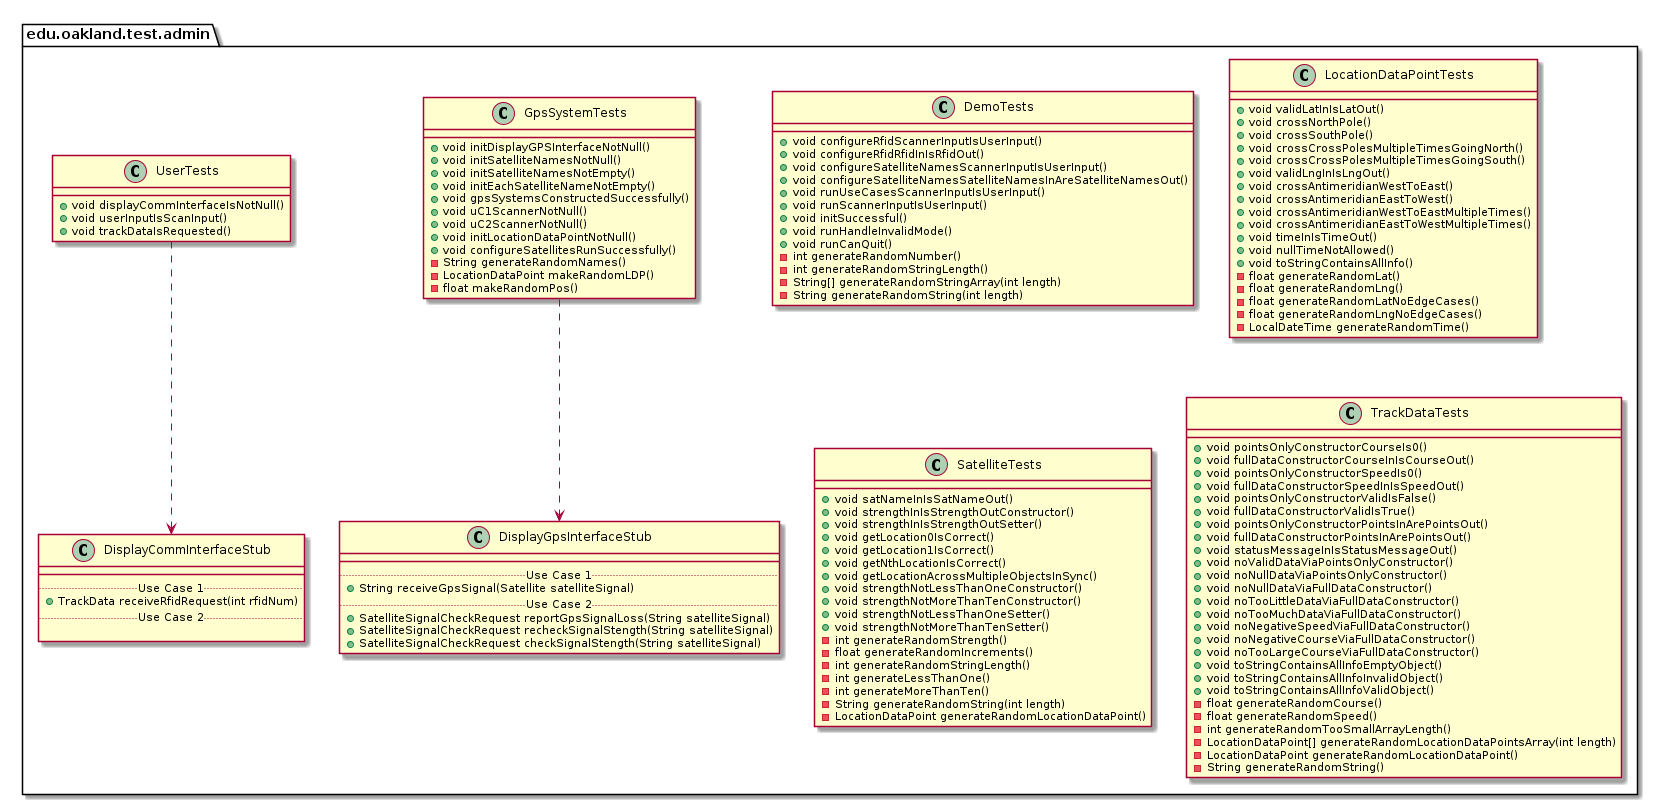 edu.oakland.test.admin
C UserTests
void displayCommInterfaceIsNotNull()
void userInputIsScanInput()
void trackDataIsRequested()
C GpsSystemTests
void initDisplayGPSInterfaceNotNull()
void initSatelliteNamesNotNull()
void initSatelliteNamesNotEmpty()
void initEachSatelliteNameNotEmpty()
void gpsSystemsConstructedSuccessfully()
void uC1ScannerNotNull()
void uC2ScannerNotNull()
void initLocationDataPointNotNull()
void configureSatellitesRunSuccessfully()
String generateRandomNames()
LocationDataPoint makeRandomLDP()
float makeRandomPos()
C DemoTests
void configureRfidScannerInputIsUserInput()
void configureRfidRfidInIsRfidOut()
void configureSatelliteNamesScannerInputIsUserInput()
void configureSatelliteNamesSatelliteNamesInAreSatelliteNamesOut()
void runUseCasesScannerInputIsUserInput()
void runScannerInputIsUserInput()
void initSuccessful()
void runHandleInvalidMode()
void runCanQuit()
int generateRandomNumber()
int generateRandomStringLength()
String[] generateRandomStringArray(int length)
String generateRandomString(int length)
C LocationDataPointTests
void validLatInIsLatOut()
void crossNorthPole()
void crossSouthPole()
void crossCrossPolesMultipleTimesGoingNorth()
void crossCrossPolesMultipleTimesGoingSouth()
void validLngInIsLngOut()
void crossAntimeridianWestToEast()
void crossAntimeridianEastToWest()
void crossAntimeridianWestToEastMultipleTimes()
void crossAntimeridianEastToWestMultipleTimes()
void timeInIsTimeOut()
void nullTimeNotAllowed()
void toStringContainsAllInfo()
float generateRandomLat()
float generateRandomLng()
float generateRandomLatNoEdgeCases()
float generateRandomLngNoEdgeCases()
LocalDateTime generateRandomTime()
C DisplayCommInterfaceStub
Use Case 1
TrackData receiveRfidRequest(int rfidNum)
Use Case 2
C DisplayGpsInterfaceStub
Use Case 1
String receiveGpsSignal(Satellite satelliteSignal)
Use Case 2
SatelliteSignalCheckRequest reportGpsSignalLoss(String satelliteSignal)
SatelliteSignalCheckRequest recheckSignalStength(String satelliteSignal)
SatelliteSignalCheckRequest checkSignalStength(String satelliteSignal)
C SatelliteTests
void satNameInIsSatNameOut()
void strengthInIsStrengthOutConstructor()
void strengthInIsStrengthOutSetter()
void getLocation0IsCorrect()
void getLocation1IsCorrect()
void getNthLocationIsCorrect()
void getLocationAcrossMultipleObjectsInSync()
void strengthNotLessThanOneConstructor()
void strengthNotMoreThanTenConstructor()
void strengthNotLessThanOneSetter()
void strengthNotMoreThanTenSetter()
int generateRandomStrength()
float generateRandomIncrements()
int generateRandomStringLength()
int generateLessThanOne()
int generateMoreThanTen()
String generateRandomString(int length)
LocationDataPoint generateRandomLocationDataPoint()
C TrackDataTests
void pointsOnlyConstructorCourseIs0()
void fullDataConstructorCourseInIsCourseOut()
void pointsOnlyConstructorSpeedIs0()
void fullDataConstructorSpeedInIsSpeedOut()
void pointsOnlyConstructorValidIsFalse()
void fullDataConstructorValidIsTrue()
void pointsOnlyConstructorPointsInArePointsOut()
void fullDataConstructorPointsInArePointsOut()
void statusMessageInIsStatusMessageOut()
void noValidDataViaPointsOnlyConstructor()
void noNullDataViaPointsOnlyConstructor()
void noNullDataViaFullDataConstructor()
void noTooLittleDataViaFullDataConstructor()
void noTooMuchDataViaFullDataConstructor()
void noNegativeSpeedViaFullDataConstructor()
void noNegativeCourseViaFullDataConstructor()
void noTooLargeCourseViaFullDataConstructor()
void toStringContainsAllInfoEmptyObject()
void toStringContainsAllInfoInvalidObject()
void toStringContainsAllInfoValidObject()
float generateRandomCourse()
float generateRandomSpeed()
int generateRandomTooSmallArrayLength()
LocationDataPoint[] generateRandomLocationDataPointsArray(int length)
LocationDataPoint generateRandomLocationDataPoint()
String generateRandomString()